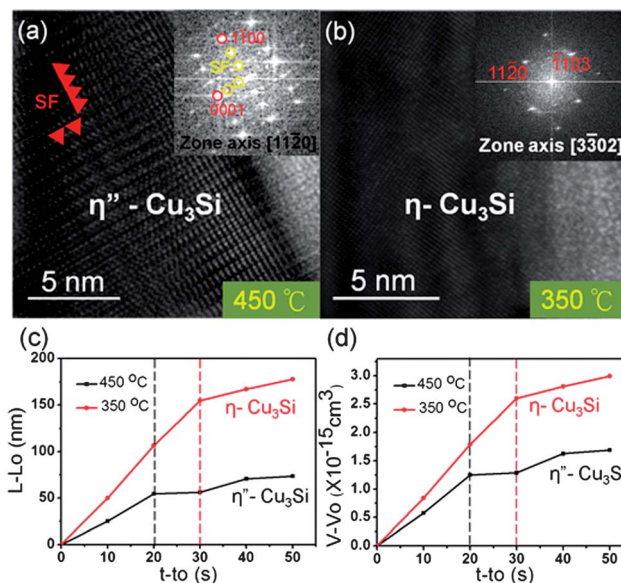 (a)
11̅00
SF
SF
0001
Zone axis [112̅0]
η” - Cu₃Si
5 nm
450 ℃
(b)
112̅0
1̅103
Zone axis [33̅02]
η- Cu₃Si
5 nm
350 ℃
(c)
200
150
100
50
0
L-Lo (nm)
450 °C
350 °C
η- Cu₃Si
η”- Cu₃Si
0 10 20 30 40 50
t-to (s)
(d)
3.0
2.5
2.0
1.5
1.0
0.5
0.0
V-Vo (X10⁻¹⁵cm³)
450 °C
350 °C
η- Cu₃Si
η”- Cu₃S
0 10 20 30 40 50
t-to (s)